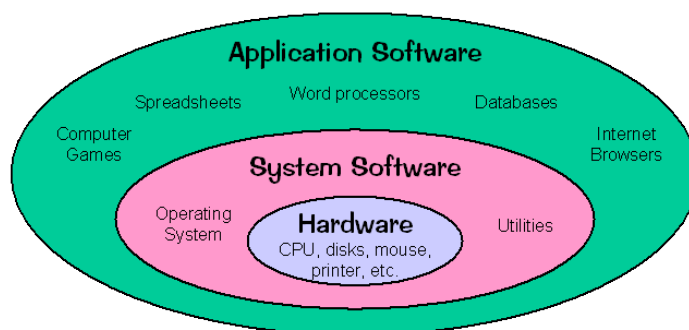 Application Software
Spreadsheets
Word processors
Databases
Computer
Games
Internet
Browsers
System Software
Operating
System
Utilities
Hardware
CPU, disks, mouse,
printer, etc.